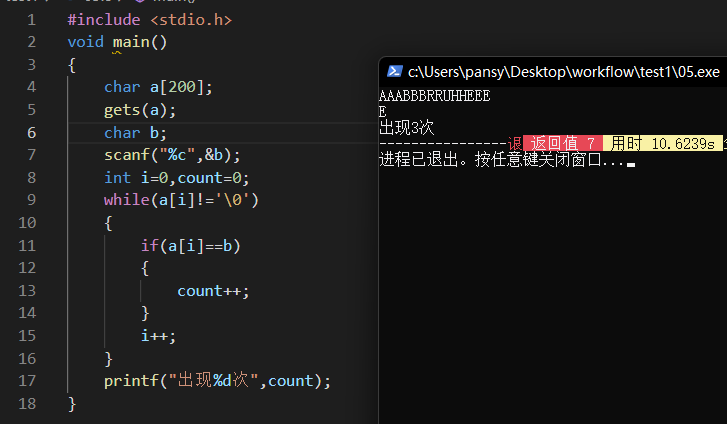 1 #include <stdio.h>
2 void main()
3 {
4 char a[200];
5 gets(a);
6 char b;
7 scanf("%c",&b);
8 int i=0,count=0;
9 while(a[i]!='\0')
10 {
11 if(a[i]==b)
12 {
13 count++;
14 }
15 i++;
16 }
17 printf("出现%d次",count);
18 }
c:\Users\pansy\Desktop\workflow\test1\05.exe
AAABBBRRUHHEEE
E
出现3次
----------------退 返回值 7 用时 10.6239s
进程已退出。按任意键关闭窗口...